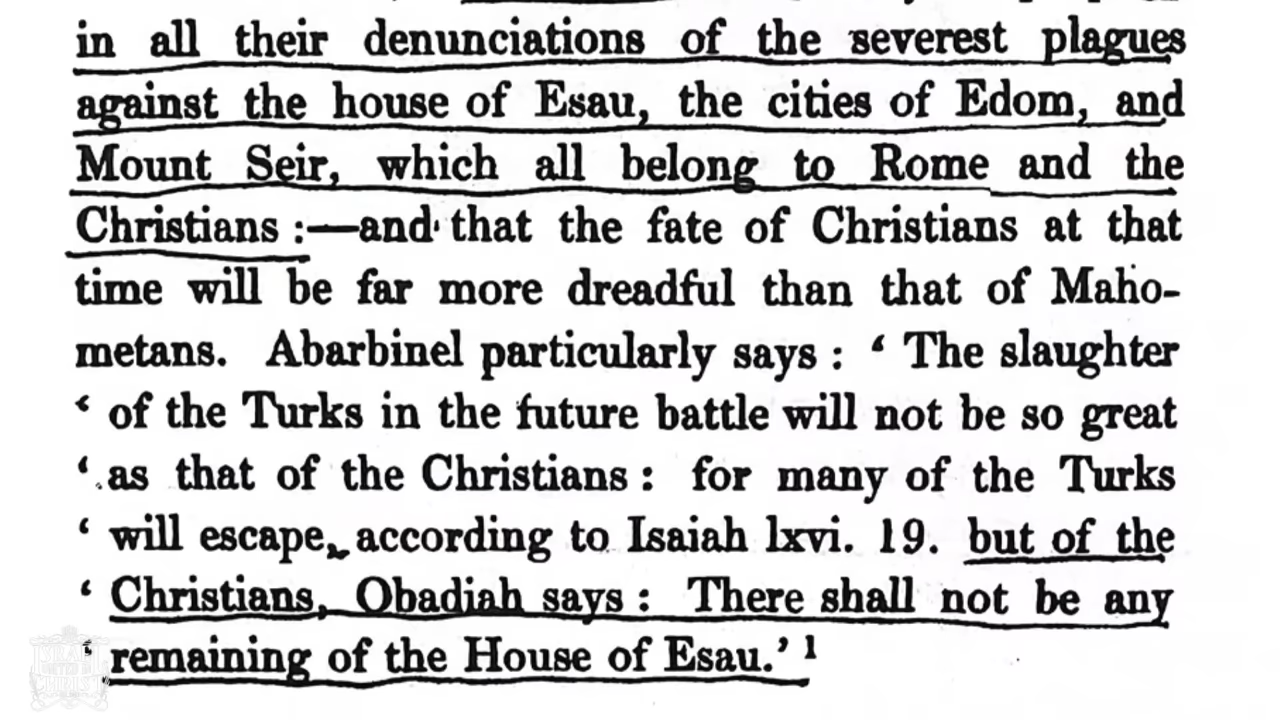 in all their denunciations of the severest plagues
against the house of Esau, the cities of Edom, and
Mount Seir, which all belong to Rome and the
Christians :—and that the fate of Christians at that
time will be far more dreadful than that of Maho-
metans. Abarbinel particularly says : ‘ The slaughter
‘ of the Turks in the future battle will not be so great
‘ as that of the Christians : for many of the Turks
‘ will escape, according to Isaiah lxvi. 19. but of the
‘ Christians, Obadiah says : There shall not be any
‘ remaining of the House of Esau.’ 1